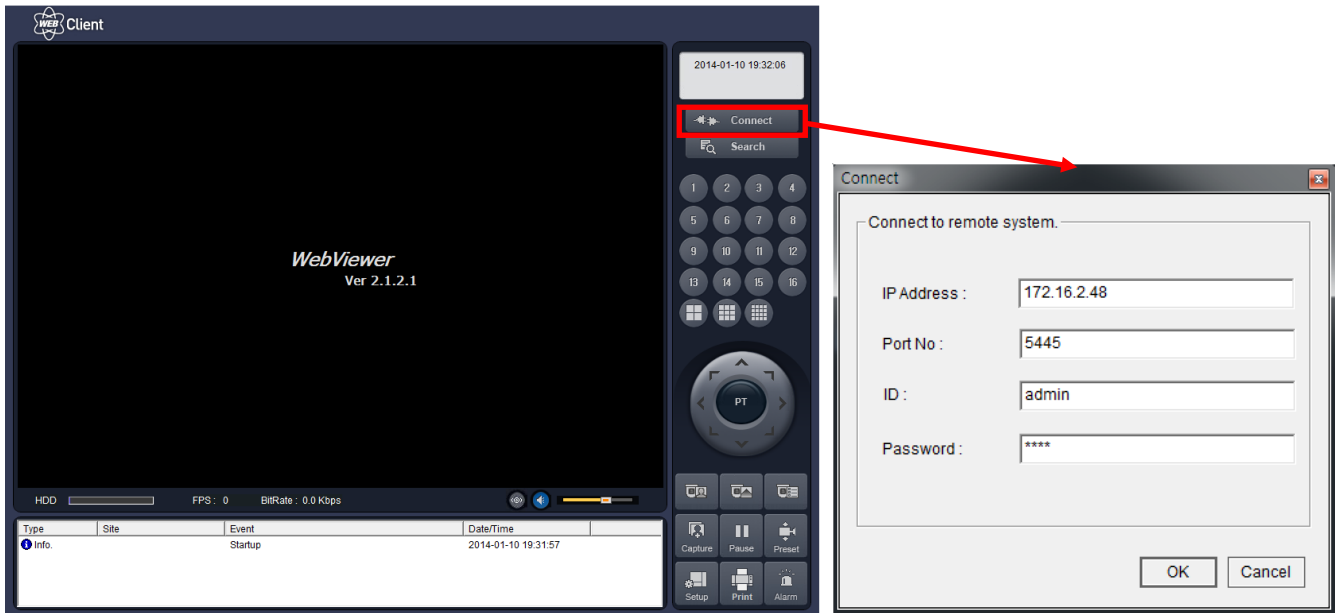 WEB Client
2014-01-10 19:32:06
Connect
Search
1 2 3 4
5 6 7 8
9 10 11 12
13 14 15 16
WebViewer
Ver 2.1.2.1
PT
HDD FPS : 0 BitRate : 0.0 Kbps
Type Site Event Date/Time
Info. Startup 2014-01-10 19:31:57
Capture Pause Preset
Setup Print Alarm
Connect
Connect to remote system.
IP Address : 172.16.2.48
Port No : 5445
ID : admin
Password : ****
OK Cancel